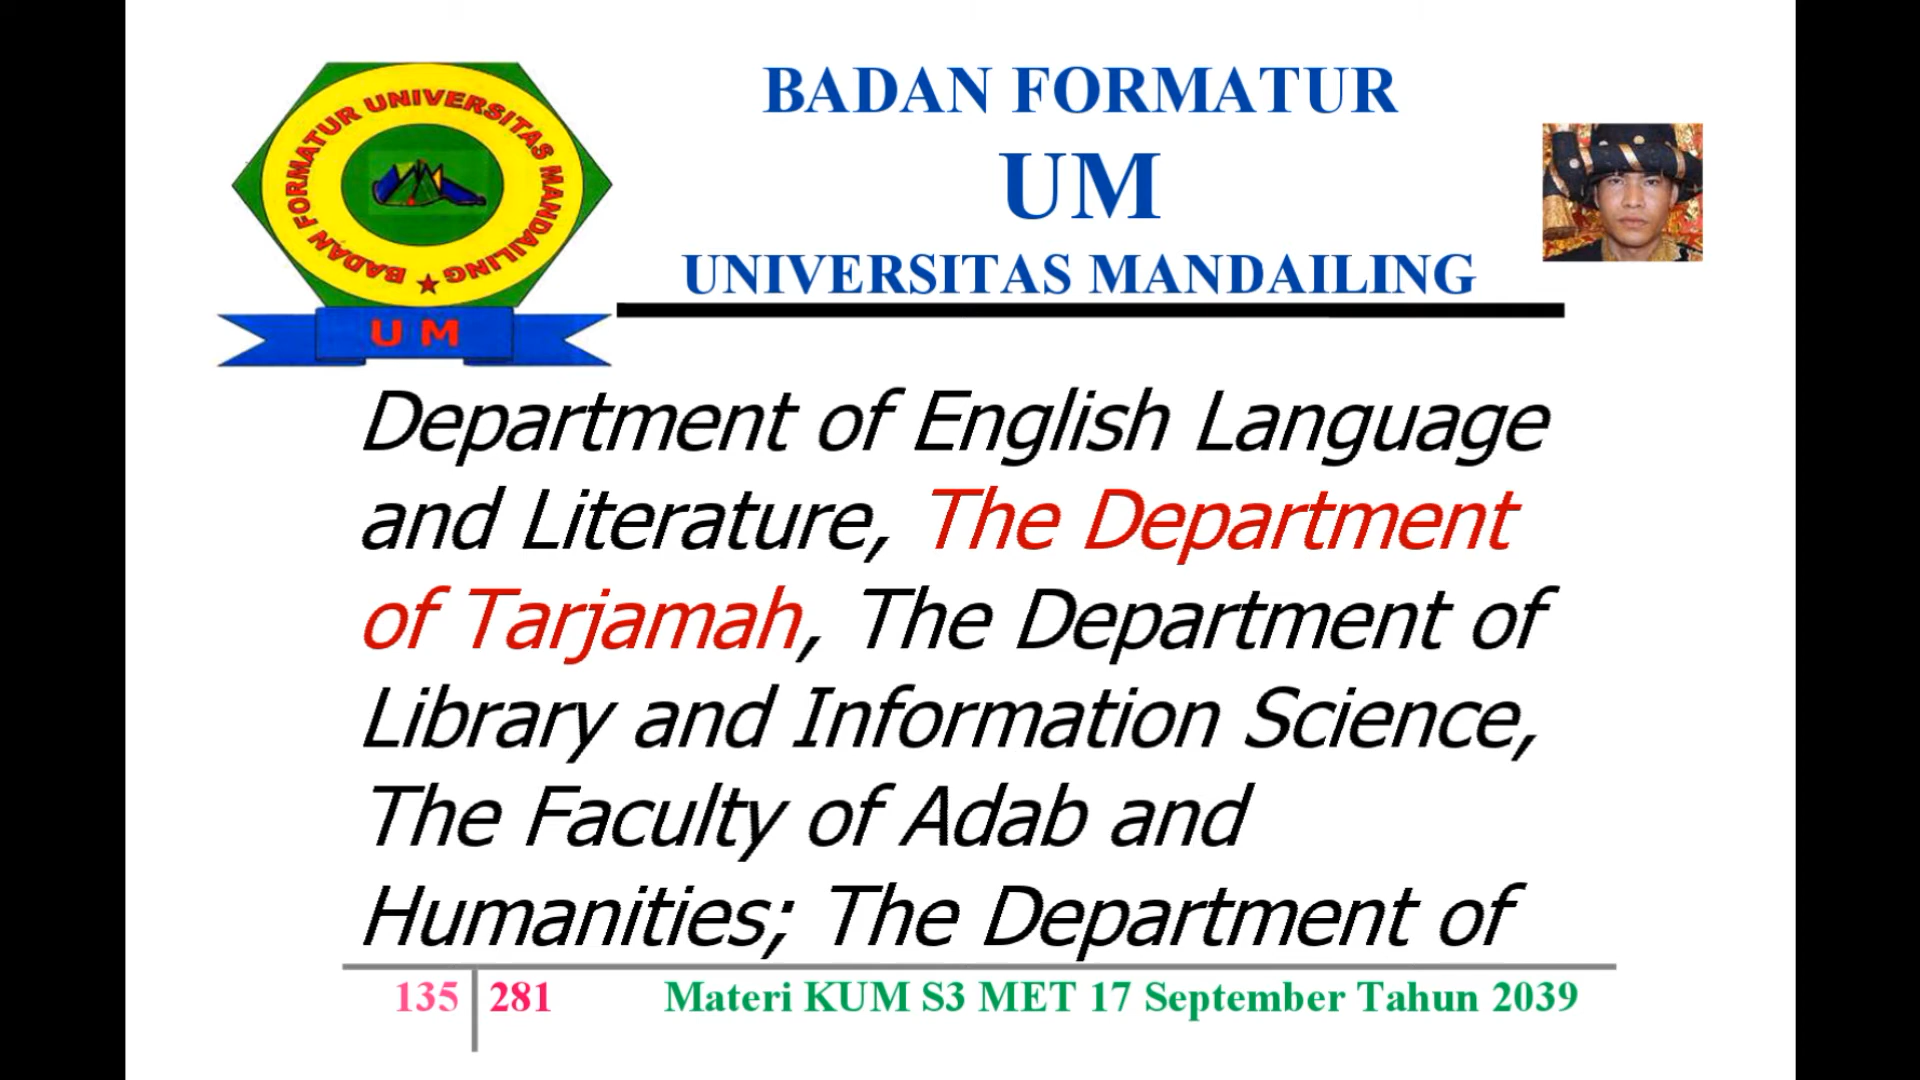 BADAN FORMATUR UNIVERSITAS MANDAILING
U M
BADAN FORMATUR
UM
UNIVERSITAS MANDAILING
Department of English Language
and Literature, The Department
of Tarjamah, The Department of
Library and Information Science,
The Faculty of Adab and
Humanities; The Department of
135 281 Materi KUM S3 MET 17 September Tahun 2039